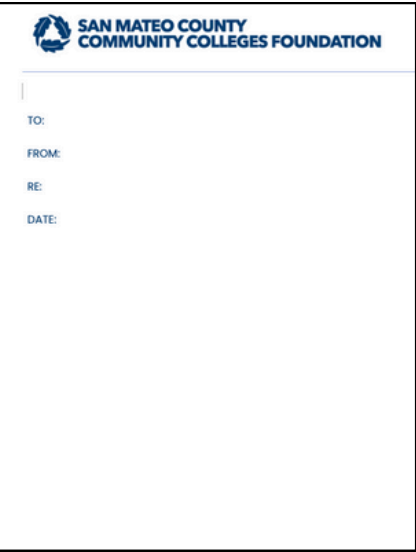 SAN MATEO COUNTY
COMMUNITY COLLEGES FOUNDATION
TO:
FROM:
RE:
DATE: